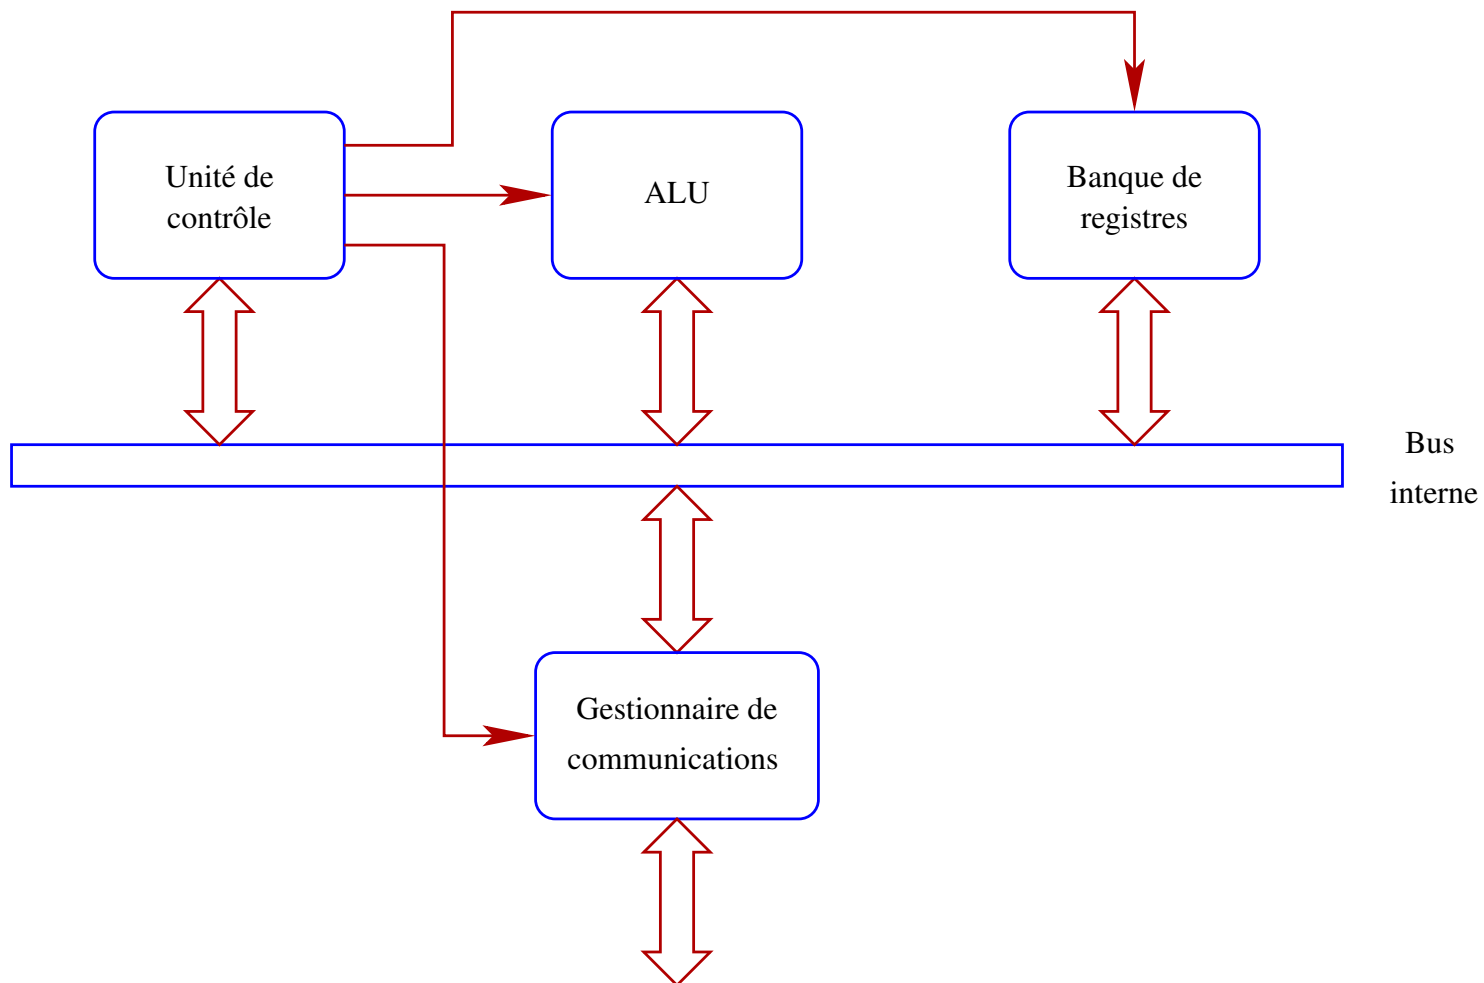 Unité de
contrôle
ALU
Banque de
registres
Bus
interne
Gestionnaire de
communications